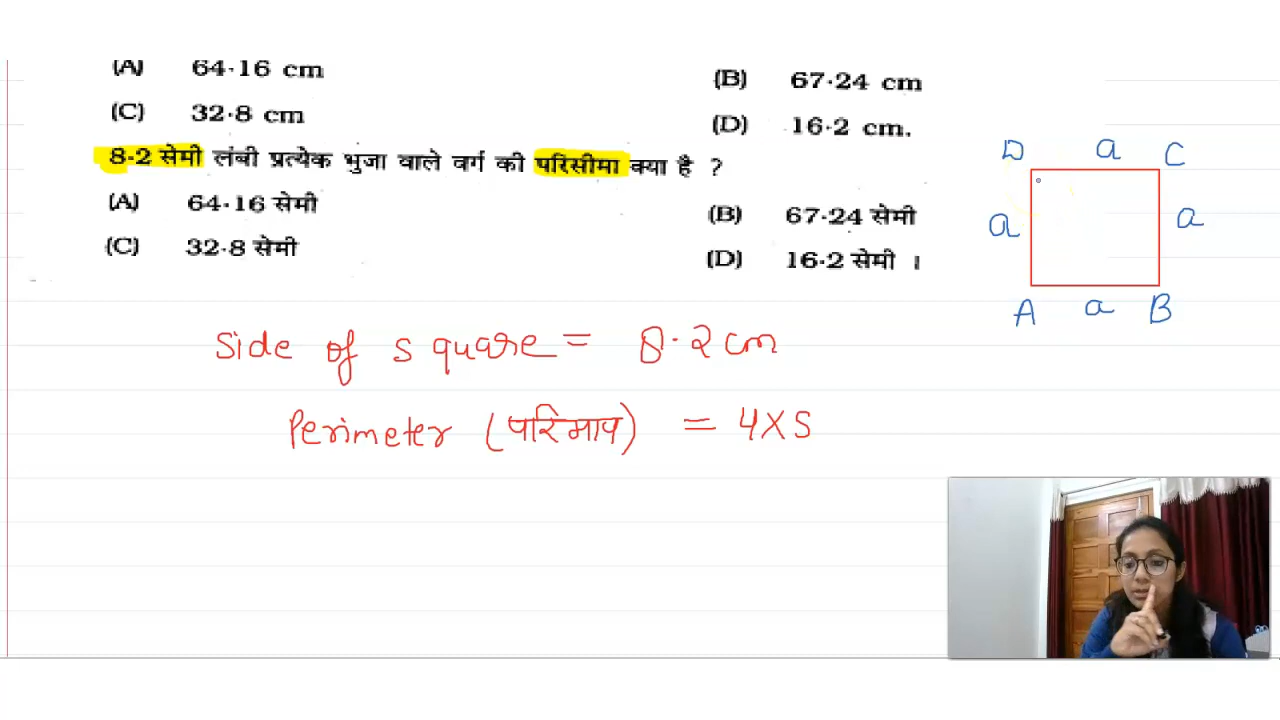 (A) 64·16 cm (B) 67·24 cm
(C) 32·8 cm (D) 16·2 cm.
8·2 सेमी लंबी प्रत्येक भुजा वाले वर्ग की परिसीमा क्या है ?
(A) 64·16 सेमी (B) 67·24 सेमी
(C) 32·8 सेमी (D) 16·2 सेमी ।
D a C
a a
A a B
Side of square = 8.2 cm
Perimeter (परिमाप) = 4×S